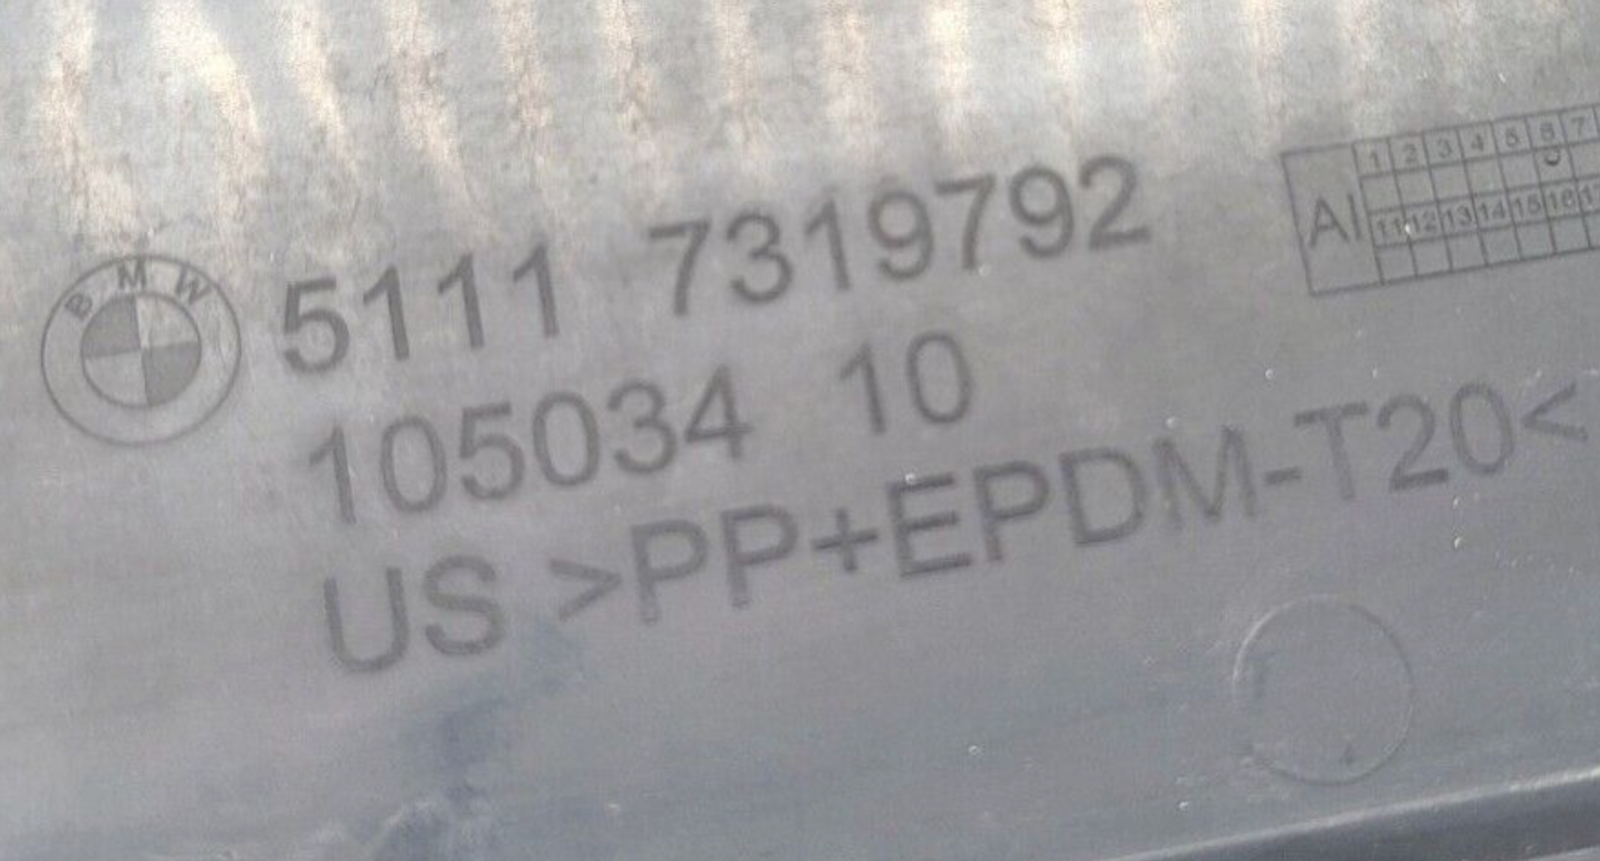 BMW
5111 7319792
105034 10
US >PP+EPDM-T20<
AI
1 2 3 4 5 6 7
11 12 13 14 15 16 17